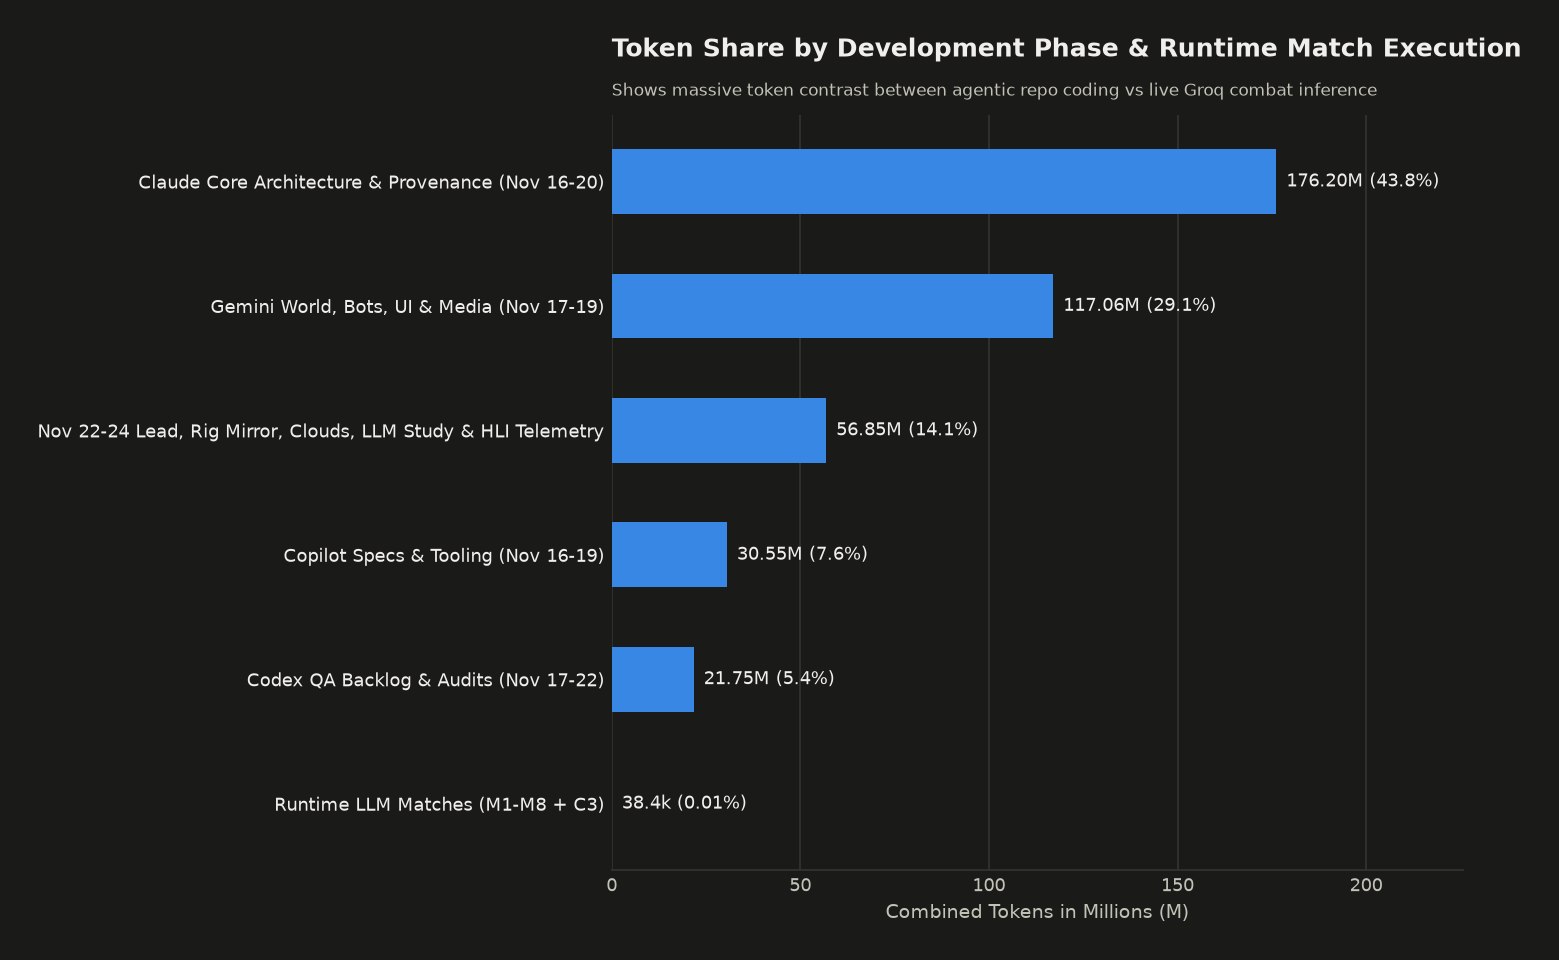 Token Share by Development Phase & Runtime Match Execution
Shows massive token contrast between agentic repo coding vs live Groq combat inference
Claude Core Architecture & Provenance (Nov 16-20)
176.20M (43.8%)
Gemini World, Bots, UI & Media (Nov 17-19)
117.06M (29.1%)
Nov 22-24 Lead, Rig Mirror, Clouds, LLM Study & HLI Telemetry
56.85M (14.1%)
Copilot Specs & Tooling (Nov 16-19)
30.55M (7.6%)
Codex QA Backlog & Audits (Nov 17-22)
21.75M (5.4%)
Runtime LLM Matches (M1-M8 + C3)
38.4k (0.01%)
0 50 100 150 200
Combined Tokens in Millions (M)